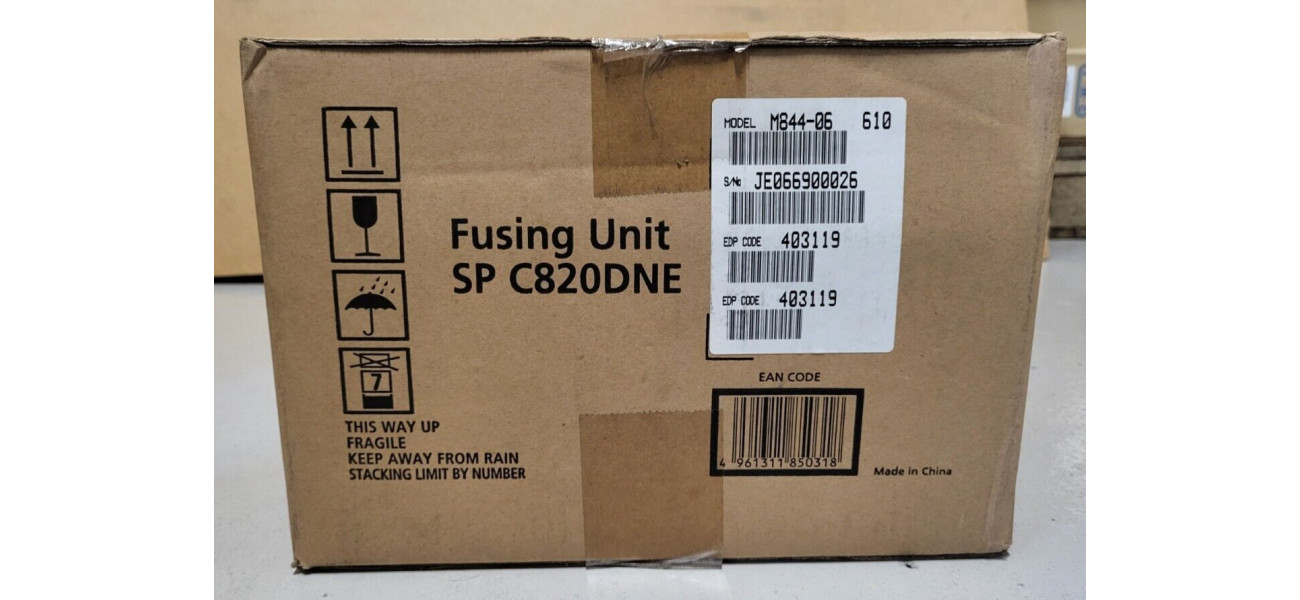 MODEL M844-06 610
S/No JE066900026
EDP CODE 403119
EDP CODE 403119
Fusing Unit
SP C820DNE
7
THIS WAY UP
FRAGILE
KEEP AWAY FROM RAIN
STACKING LIMIT BY NUMBER
EAN CODE
4 961311 850318
Made in China